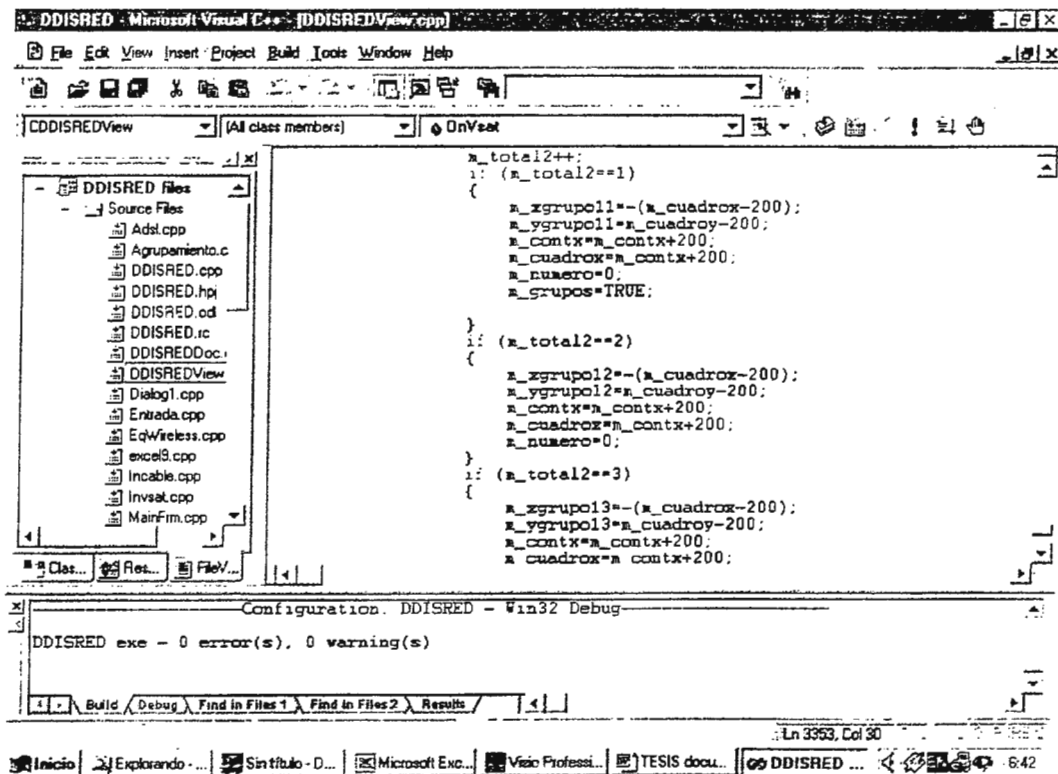 DDISRED - Microsoft Visual C++ - [DDISREDView.cpp]
File Edit View Insert Project Build Tools Window Help
CDDISREDView (All class members) OnVsat
DDISRED files
Source Files
Adsl.cpp
Agrupamiento.c
DDISRED.cpp
DDISRED.hpj
DDISRED.odl
DDISRED.rc
DDISREDDoc.
DDISREDView
Dialog1.cpp
Entrada.cpp
EqWireless.cpp
excel9.cpp
Incable.cpp
Invsat.cpp
MainFrm.cpp
Clas... Res... FileV...
m_total2++;
if (m_total2==1)
{
m_xgrupo11=-(m_cuadrox-200);
m_ygrupo11=m_cuadroy-200;
m_contx=m_contx+200;
m_cuadrox=m_contx+200;
m_numero=0;
m_grupos=TRUE;
}
if (m_total2==2)
{
m_xgrupo12=-(m_cuadrox-200);
m_ygrupo12=m_cuadroy-200;
m_contx=m_contx+200;
m_cuadrox=m_contx+200;
m_numero=0;
}
if (m_total2==3)
{
m_xgrupo13=-(m_cuadrox-200);
m_ygrupo13=m_cuadroy-200;
m_contx=m_contx+200;
m_cuadrox=m_contx+200;
Configuration. DDISRED - Win32 Debug
DDISRED exe - 0 error(s), 0 warning(s)
Build Debug Find in Files 1 Find in Files 2 Results
Ln 3353, Col 30
Inicio Explorando - ... Sin título - D... Microsoft Exc... Visio Professi... TESIS docu... DDISRED ... 6:42